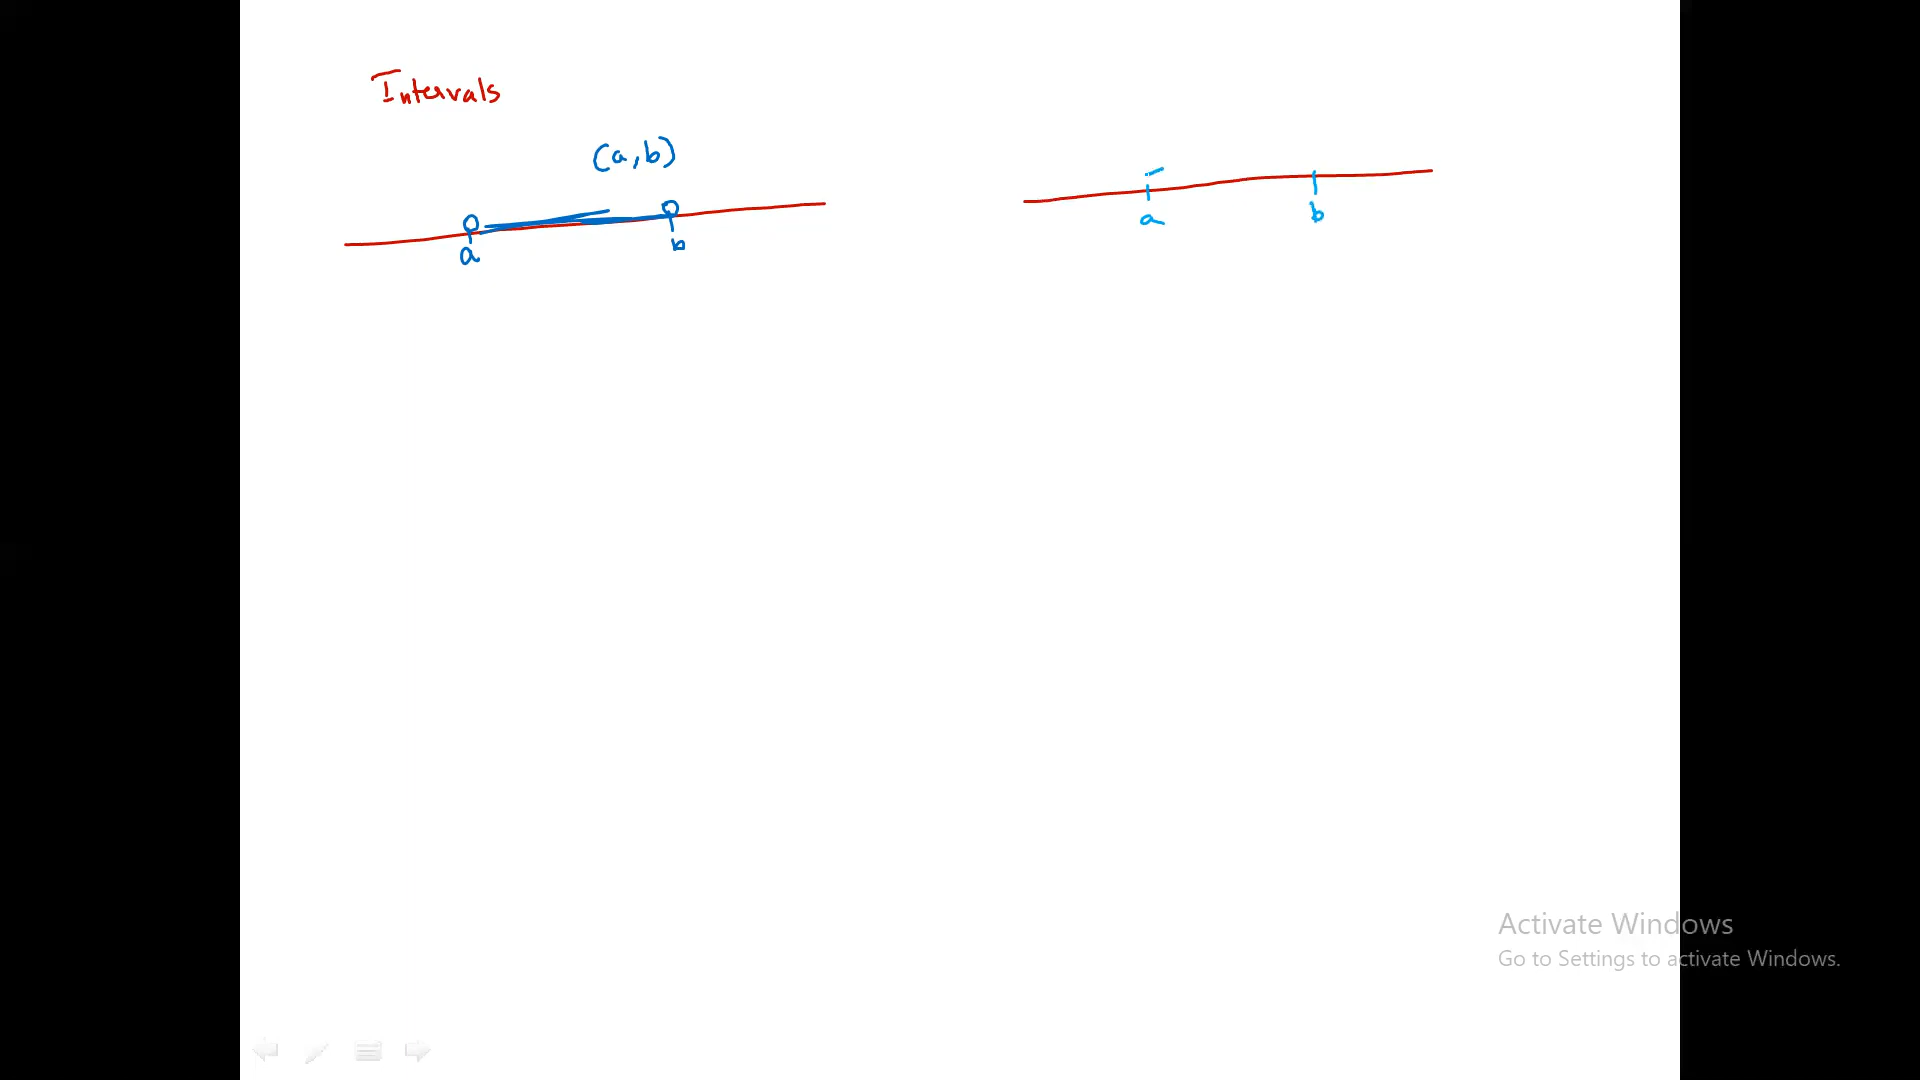 Intervals
(a,b)
a b
a b
Activate Windows
Go to Settings to activate Windows.